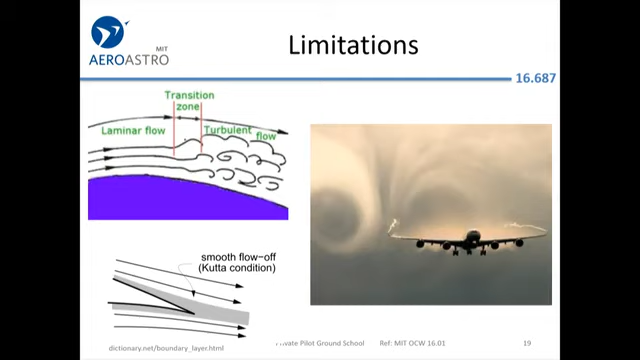 MIT
AEROASTRO
Limitations
16.687
Transition
zone
Laminar flow
Turbulent flow
smooth flow-off
(Kutta condition)
dictionary.net/boundary_layer.html
Pilot Ground School
Ref: MIT OCW 16.01
19